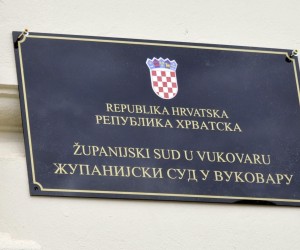 REPUBLIKA HRVATSKA
РЕПУБЛИКА ХРВАТСКА
ŽUPANIJSKI SUD U VUKOVARU
ЖУПАНИЈСКИ СУД У ВУКОВАРУ